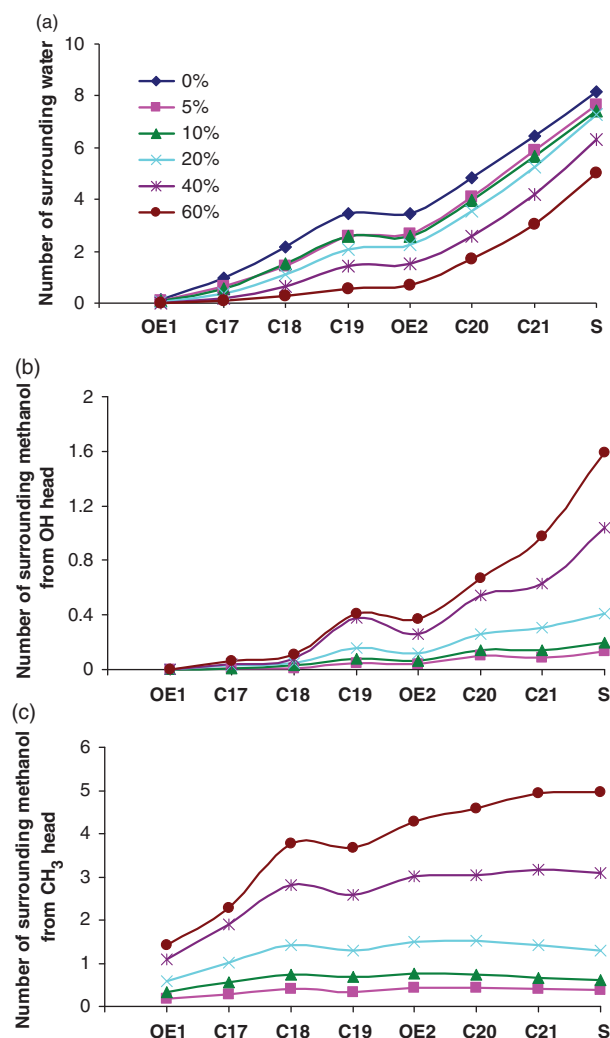 (a)
Number of surrounding water
10
8
6
4
2
0
0%
5%
10%
20%
40%
60%
OE1 C17 C18 C19 OE2 C20 C21 S
(b)
Number of surrounding methanol
from OH head
2
1.6
1.2
0.8
0.4
0
OE1 C17 C18 C19 OE2 C20 C21 S
(c)
Number of surrounding methanol
from CH3 head
6
5
4
3
2
1
0
OE1 C17 C18 C19 OE2 C20 C21 S